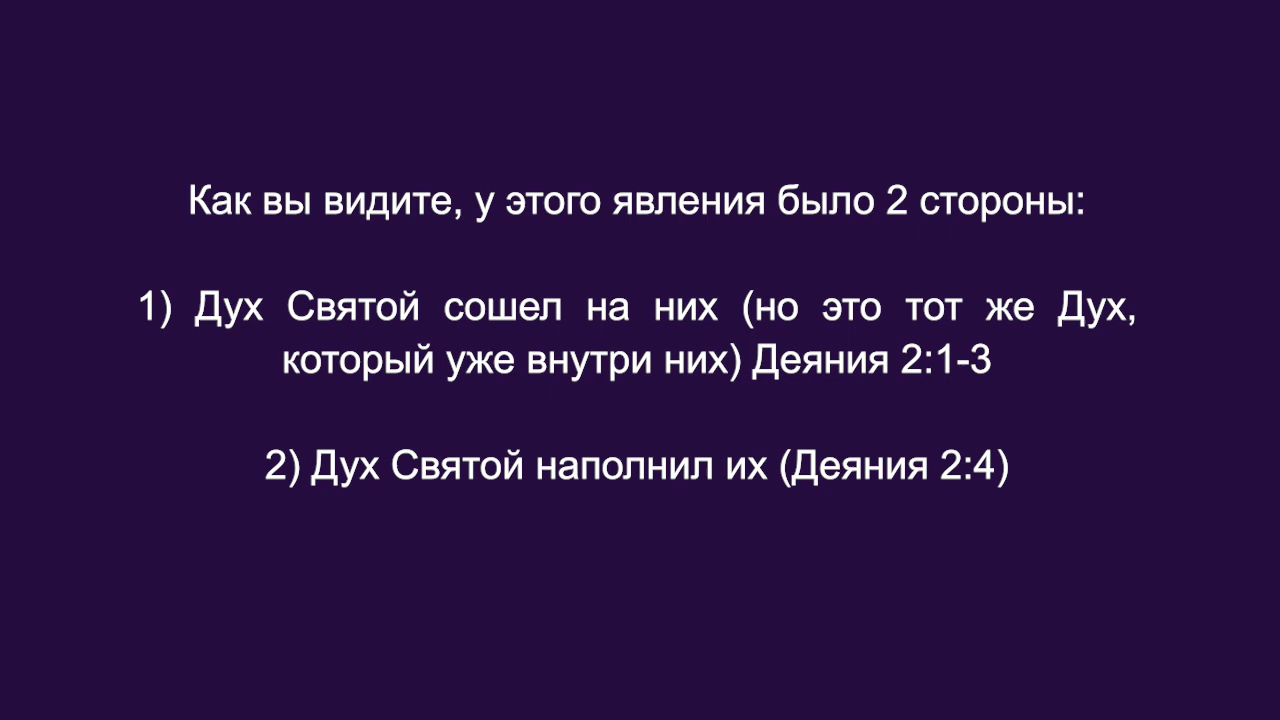 Как вы видите, у этого явления было 2 стороны:
1) Дух Святой сошел на них (но это тот же Дух,
который уже внутри них) Деяния 2:1-3
2) Дух Святой наполнил их (Деяния 2:4)